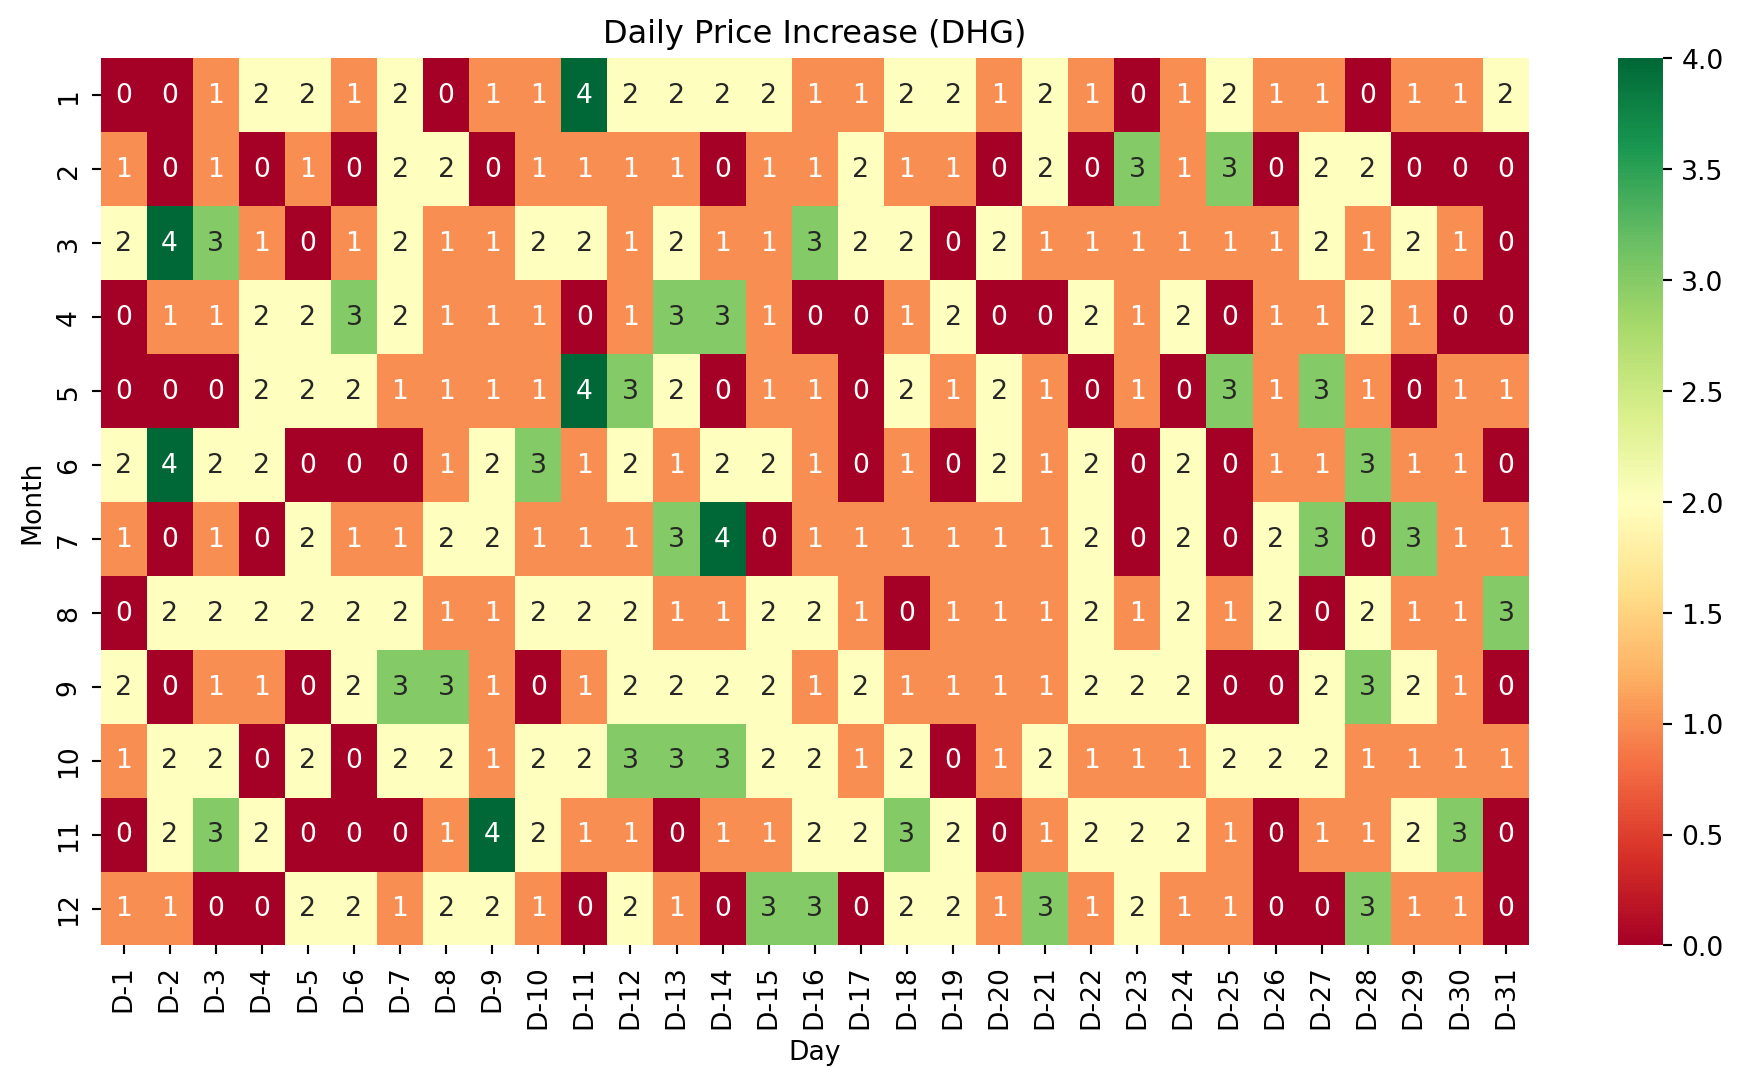 Daily Price Increase (DHG)
1 0 0 1 2 2 1 2 0 1 1 4 2 2 2 2 1 1 2 2 1 2 1 0 1 2 1 1 0 1 1 2
2 1 0 1 0 1 0 2 2 0 1 1 1 1 0 1 1 2 1 1 0 2 0 3 1 3 0 2 2 0 0 0
3 2 4 3 1 0 1 2 1 1 2 2 1 2 1 1 3 2 2 0 2 1 1 1 1 1 1 2 1 2 1 0
4 0 1 1 2 2 3 2 1 1 1 0 1 3 3 1 0 0 1 2 0 0 2 1 2 0 1 1 2 1 0 0
5 0 0 0 2 2 2 1 1 1 1 4 3 2 0 1 1 0 2 1 2 1 0 1 0 3 1 3 1 0 1 1
6 2 4 2 2 0 0 0 1 2 3 1 2 1 2 2 1 0 1 0 2 1 2 0 2 0 1 1 3 1 1 0
7 1 0 1 0 2 1 1 2 2 1 1 1 3 4 0 1 1 1 1 1 1 2 0 2 0 2 3 0 3 1 1
8 0 2 2 2 2 2 2 1 1 2 2 2 1 1 2 2 1 0 1 1 1 2 1 2 1 2 0 2 1 1 3
9 2 0 1 1 0 2 3 3 1 0 1 2 2 2 2 1 2 1 1 1 1 2 2 2 0 0 2 3 2 1 0
10 1 2 2 0 2 0 2 2 1 2 2 3 3 3 2 2 1 2 0 1 2 1 1 1 2 2 2 1 1 1 1
11 0 2 3 2 0 0 0 1 4 2 1 1 0 1 1 2 2 3 2 0 1 2 2 2 1 0 1 1 2 3 0
12 1 1 0 0 2 2 1 2 2 1 0 2 1 0 3 3 0 2 2 1 3 1 2 1 1 0 0 3 1 1 0
Month
D-1 D-2 D-3 D-4 D-5 D-6 D-7 D-8 D-9 D-10 D-11 D-12 D-13 D-14 D-15 D-16 D-17 D-18 D-19 D-20 D-21 D-22 D-23 D-24 D-25 D-26 D-27 D-28 D-29 D-30 D-31
Day
4.0
3.5
3.0
2.5
2.0
1.5
1.0
0.5
0.0